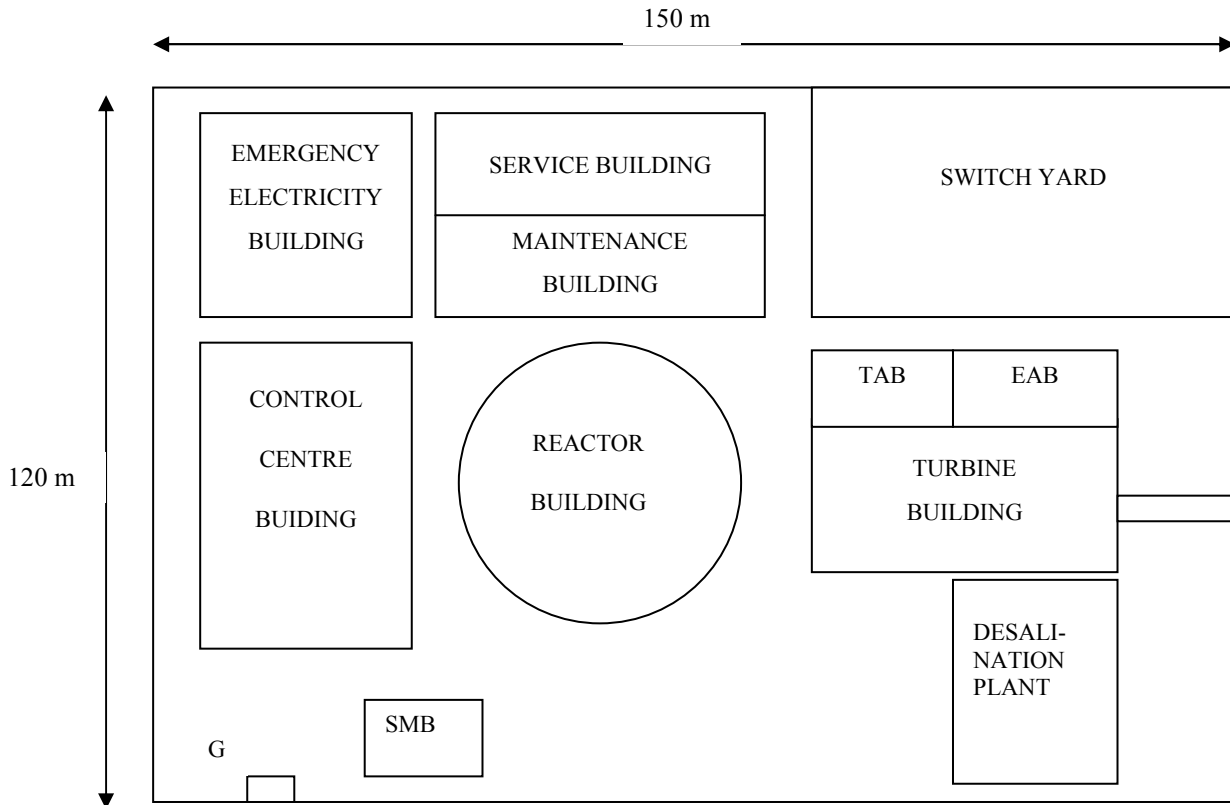 150 m
EMERGENCY
ELECTRICITY
BUILDING
SERVICE BUILDING
MAINTENANCE
BUILDING
SWITCH YARD
120 m
CONTROL
CENTRE
BUIDING
REACTOR
BUILDING
TAB
EAB
TURBINE
BUILDING
DESALI-
NATION
PLANT
SMB
G